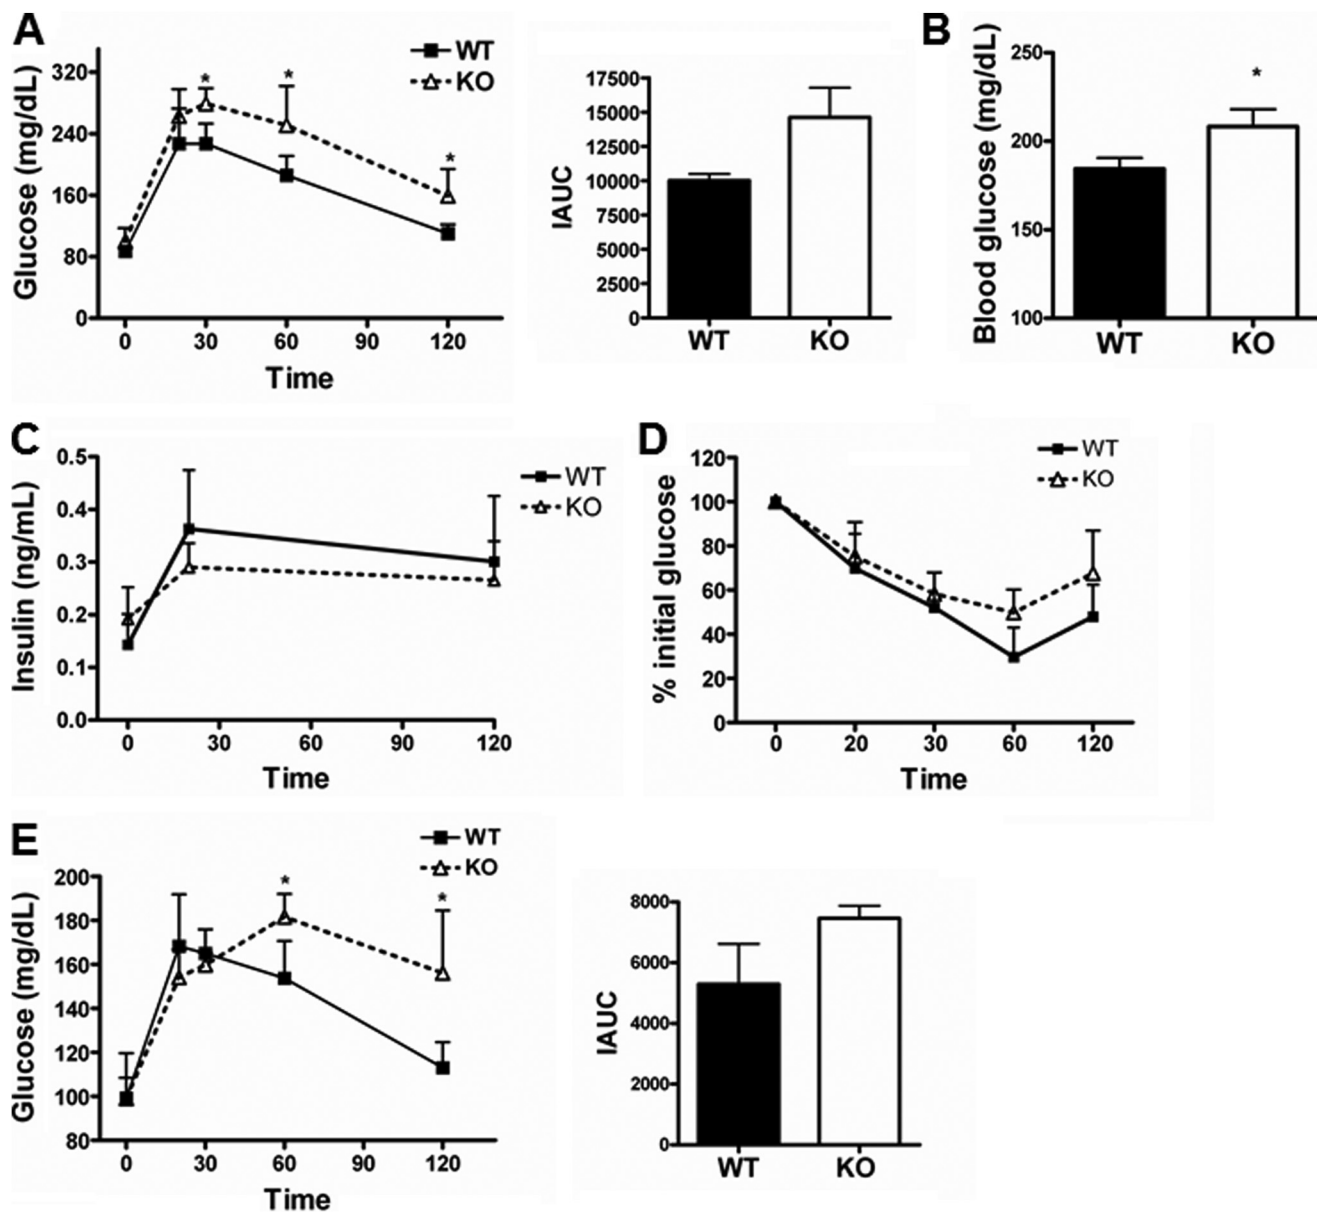 A
WT
KO
Glucose (mg/dL)
320
240
160
80
0
* * *
0 30 60 90 120
Time
IAUC
17500
15000
12500
10000
7500
5000
2500
0
WT KO
B
Blood glucose (mg/dL)
250
200
150
100
*
WT KO
C
WT
KO
Insulin (ng/mL)
0.5
0.4
0.3
0.2
0.1
0.0
0 30 60 90 120
Time
D
WT
KO
% initial glucose
120
100
80
60
40
20
0
0 20 30 60 120
Time
E
WT
KO
Glucose (mg/dL)
200
180
160
140
120
100
80
* *
0 30 60 90 120
Time
IAUC
8000
6000
4000
2000
0
WT KO